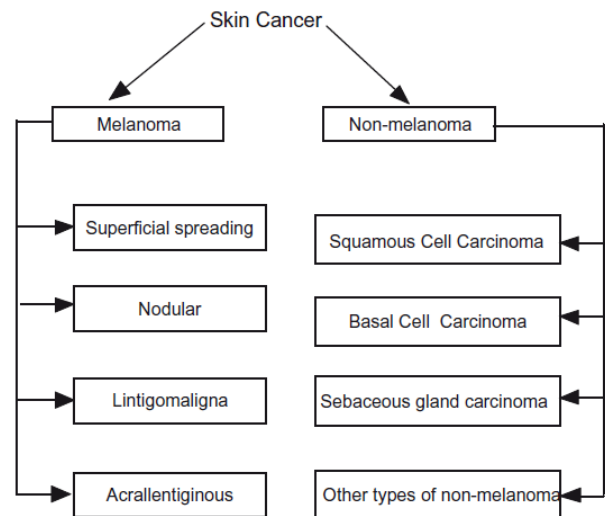 Skin Cancer
Melanoma
Non-melanoma
Superficial spreading
Squamous Cell Carcinoma
Nodular
Basal Cell Carcinoma
Lintigomaligna
Sebaceous gland carcinoma
Acrallentiginous
Other types of non-melanoma